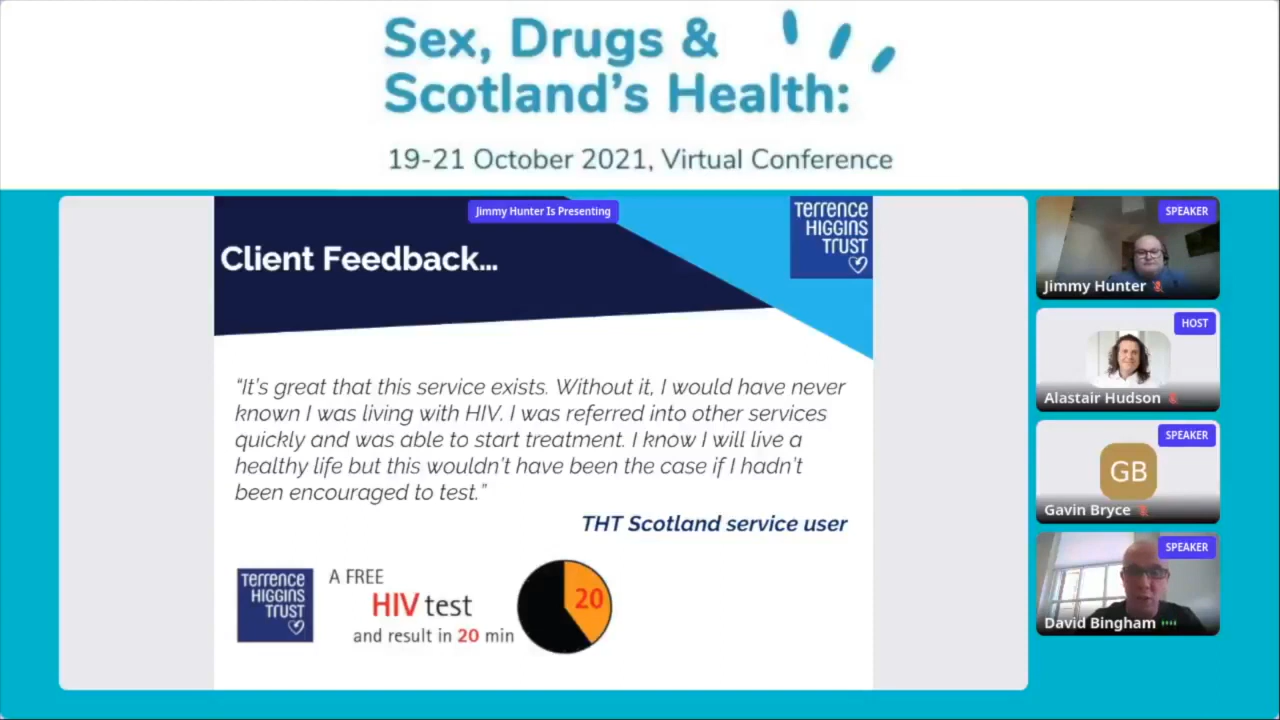 Sex, Drugs &
Scotland's Health:
19-21 October 2021, Virtual Conference
Jimmy Hunter Is Presenting
Client Feedback...
Terrence
Higgins
Trust
"It's great that this service exists. Without it, I would have never
known I was living with HIV. I was referred into other services
quickly and was able to start treatment. I know I will live a
healthy life but this wouldn't have been the case if I hadn't
been encouraged to test."
THT Scotland service user
Terrence
Higgins
Trust
A FREE
HIV test
and result in 20 min
20
SPEAKER
Jimmy Hunter
HOST
Alastair Hudson
SPEAKER
GB
Gavin Bryce
SPEAKER
David Bingham